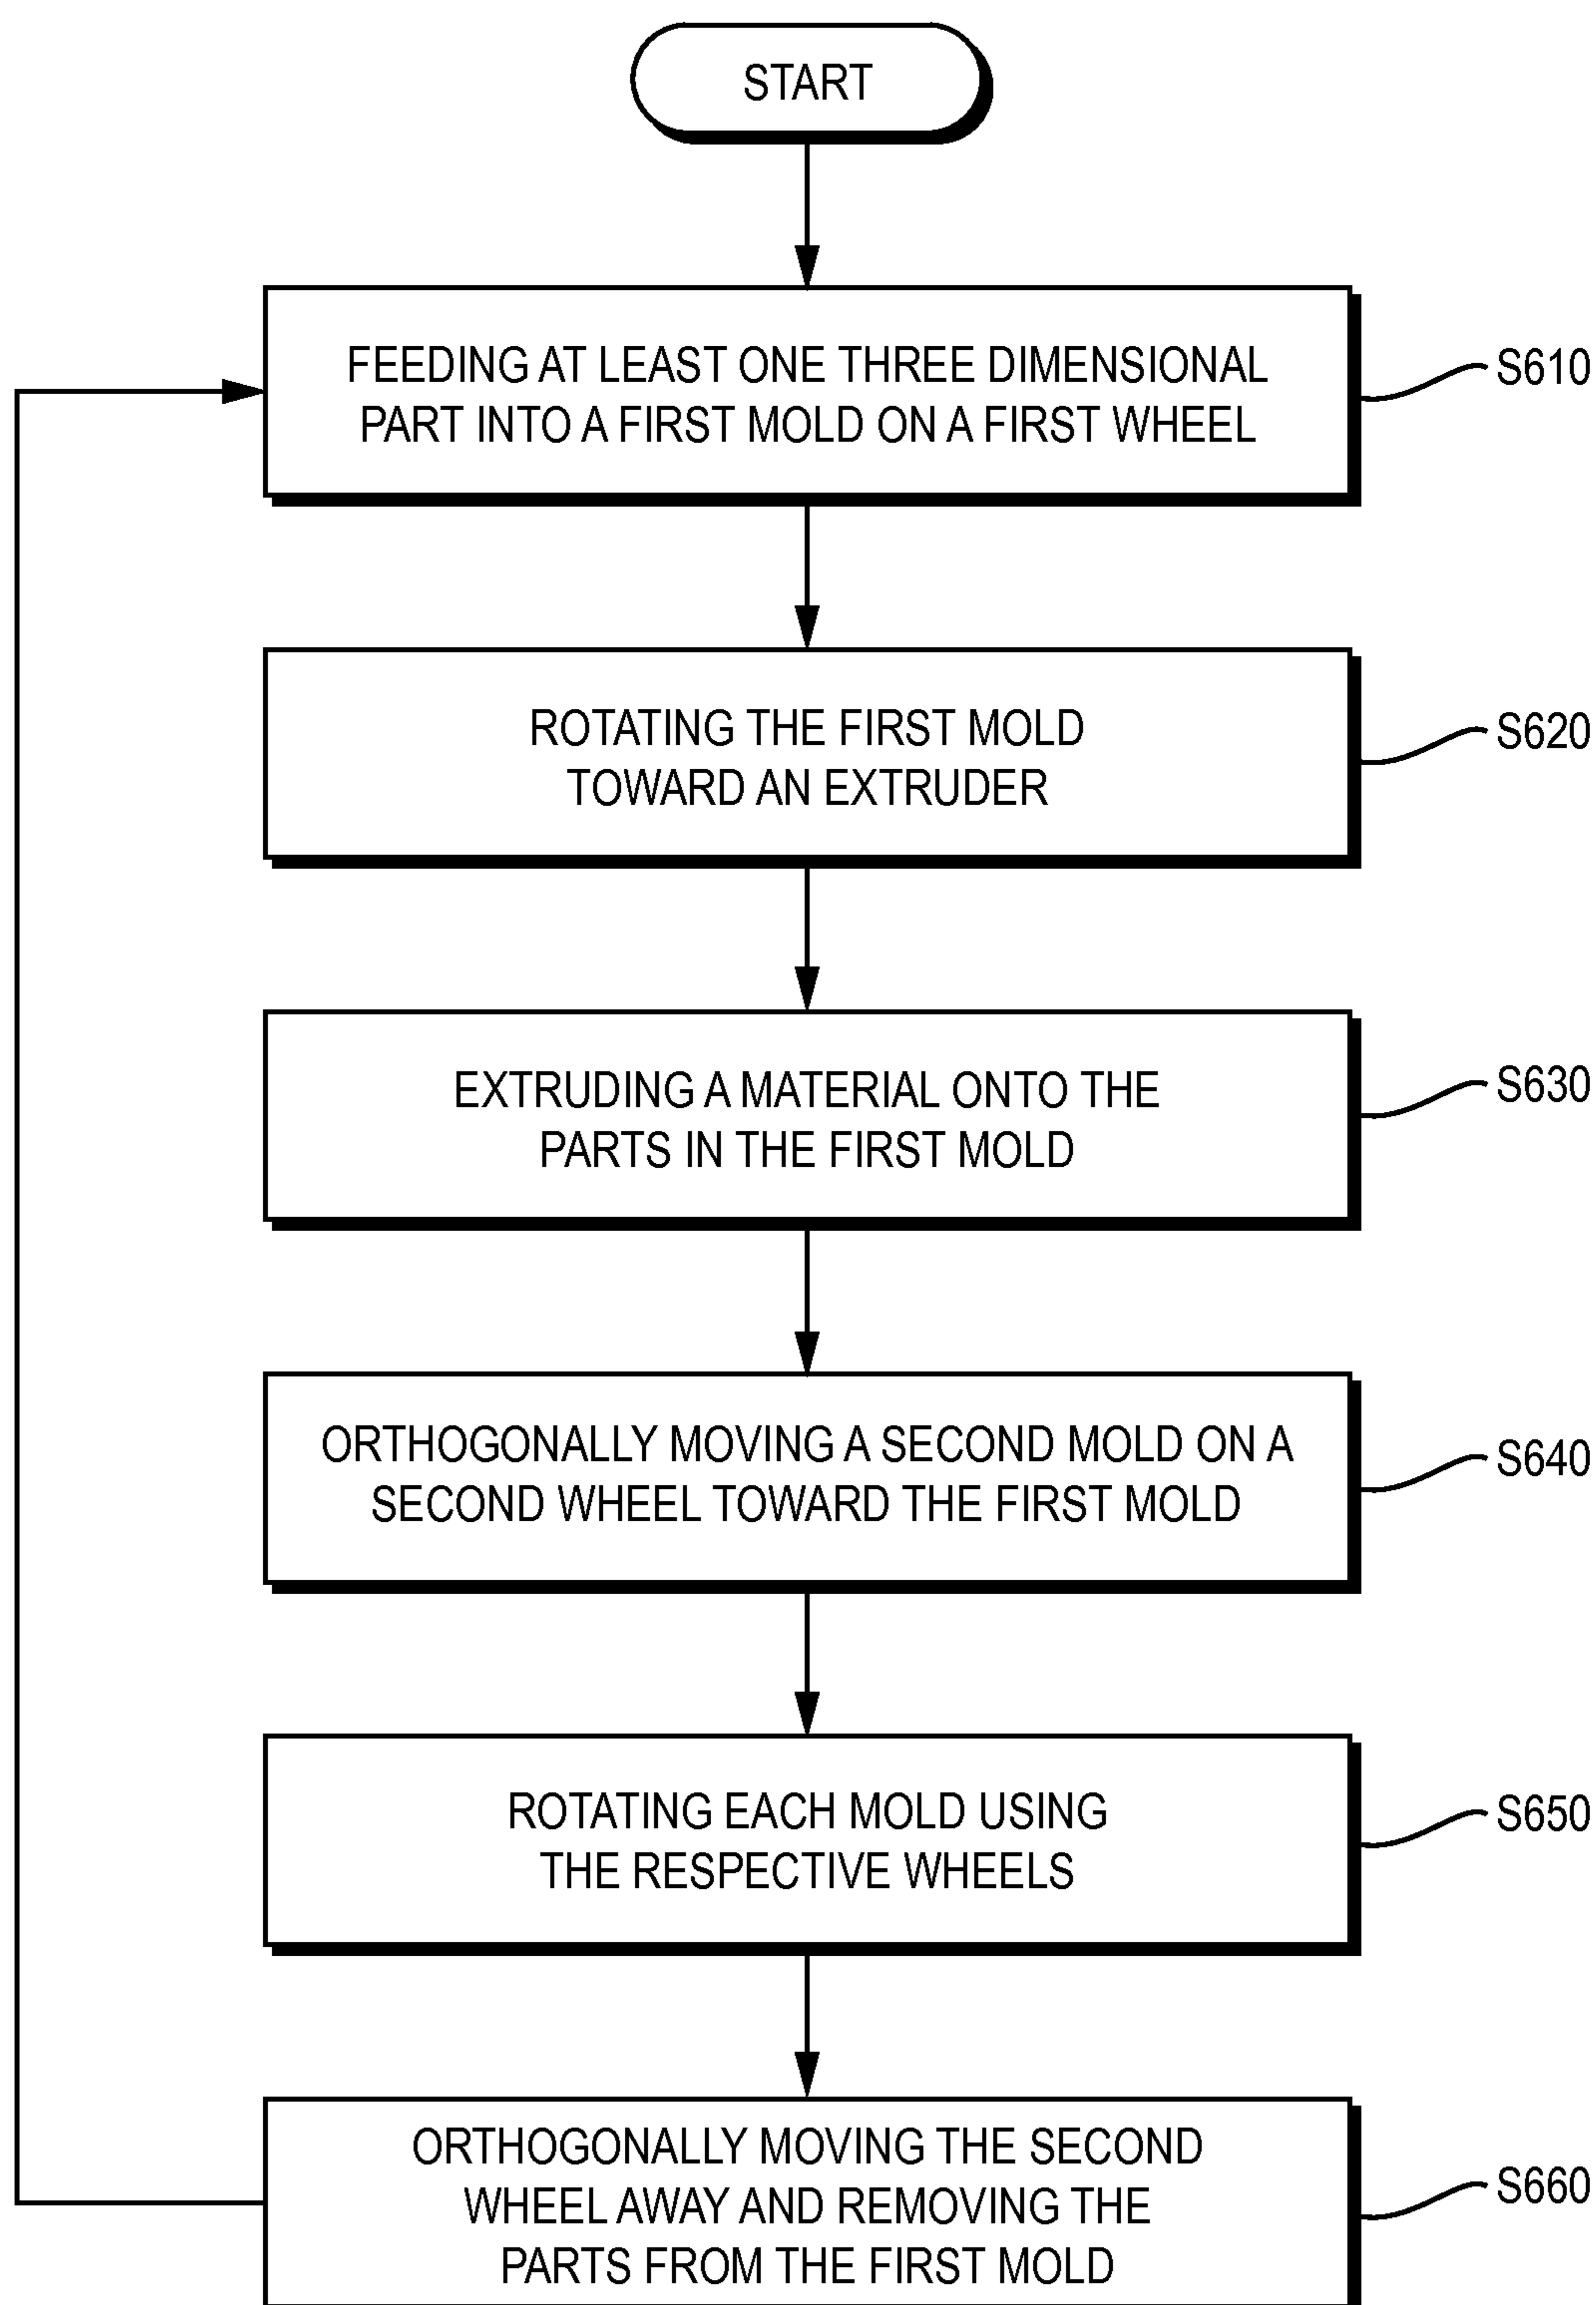 START
FEEDING AT LEAST ONE THREE DIMENSIONAL
PART INTO A FIRST MOLD ON A FIRST WHEEL
S610
ROTATING THE FIRST MOLD
TOWARD AN EXTRUDER
S620
EXTRUDING A MATERIAL ONTO THE
PARTS IN THE FIRST MOLD
S630
ORTHOGONALLY MOVING A SECOND MOLD ON A
SECOND WHEEL TOWARD THE FIRST MOLD
S640
ROTATING EACH MOLD USING
THE RESPECTIVE WHEELS
S650
ORTHOGONALLY MOVING THE SECOND
WHEEL AWAY AND REMOVING THE
PARTS FROM THE FIRST MOLD
S660